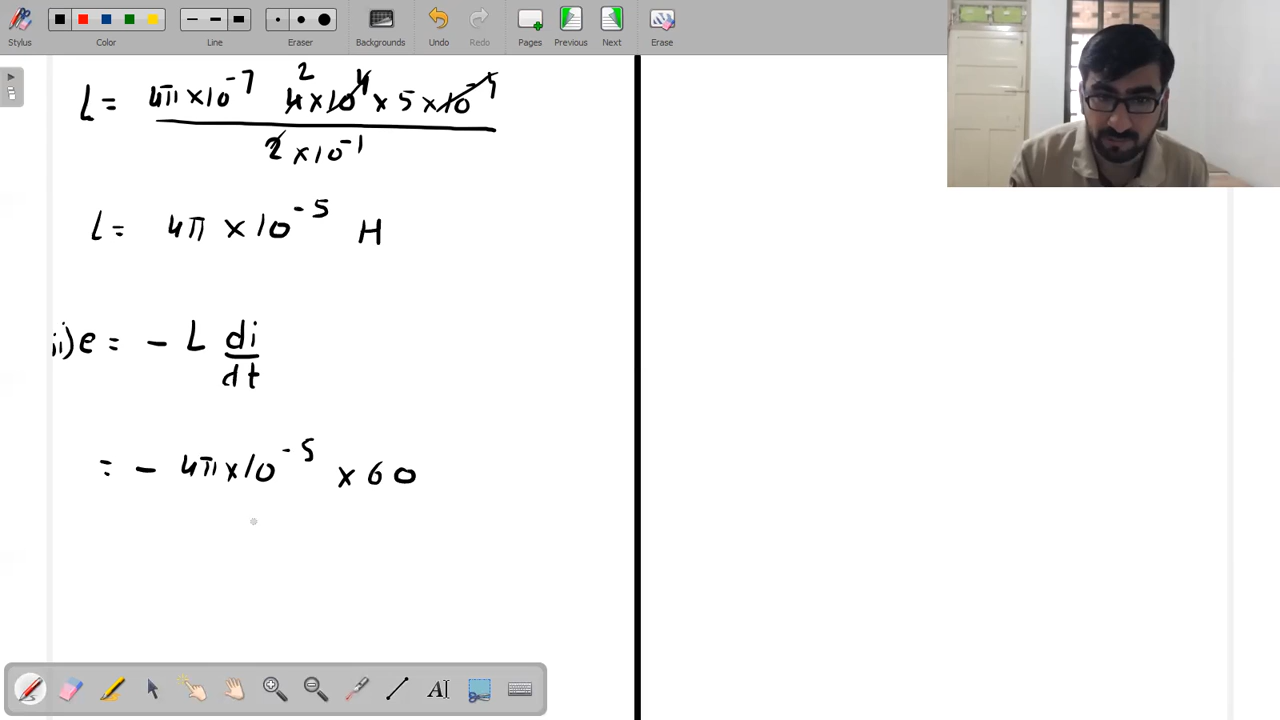 Stylus Color Line Eraser Backgrounds Undo Redo Pages Previous Next Erase
L = 4π×10⁻⁷ 4×10⁴ × 5 ×10⁻⁵
2
2 ×10⁻¹
L = 4π × 10⁻⁵ H
ii) e = - L di
dt
= - 4π×10⁻⁵ × 60